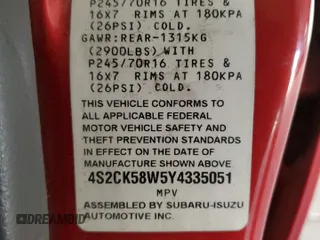 P245/70R16 TIRES &
16X7 RIMS AT 180KPA
(26PSI) COLD.
GAWR:REAR-1315KG
(2900LBS) WITH
P245/70R16 TIRES &
16X7 RIMS AT 180KPA
(26PSI) COLD.
THIS VEHICLE CONFORMS TO
ALL APPLICABLE FEDERAL
MOTOR VEHICLE SAFETY AND
THEFT PREVENTION STANDARDS
IN EFFECT ON THE DATE OF
MANUFACTURE SHOWN ABOVE
4S2CK58W5Y4335051
MPV
ASSEMBLED BY SUBARU-ISUZU
AUTOMOTIVE INC.
DREAMBID